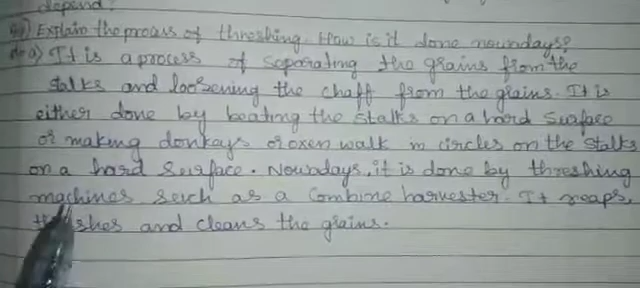 depend?
Q4) Explain the process of threshing. How is it done nowadays?
Ans) It is a process of separating the grains from the
stalks and loosening the chaff from the grains. It is
either done by beating the stalks on a hard surface
or making donkeys or oxen walk in circles on the stalks
on a hard surface. Nowadays, it is done by threshing
machines such as a Combine harvester. It reaps,
and cleans the grains.